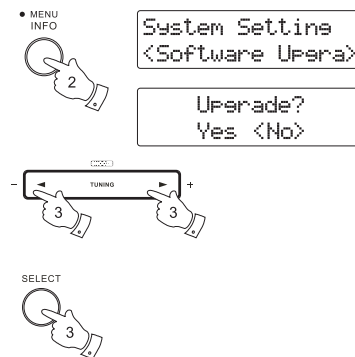 • MENU
INFO
2
System Setting
<Software Upgra>
Upgrade?
Yes <No>
- ◄ TUNING ► +
3 3
SELECT
3